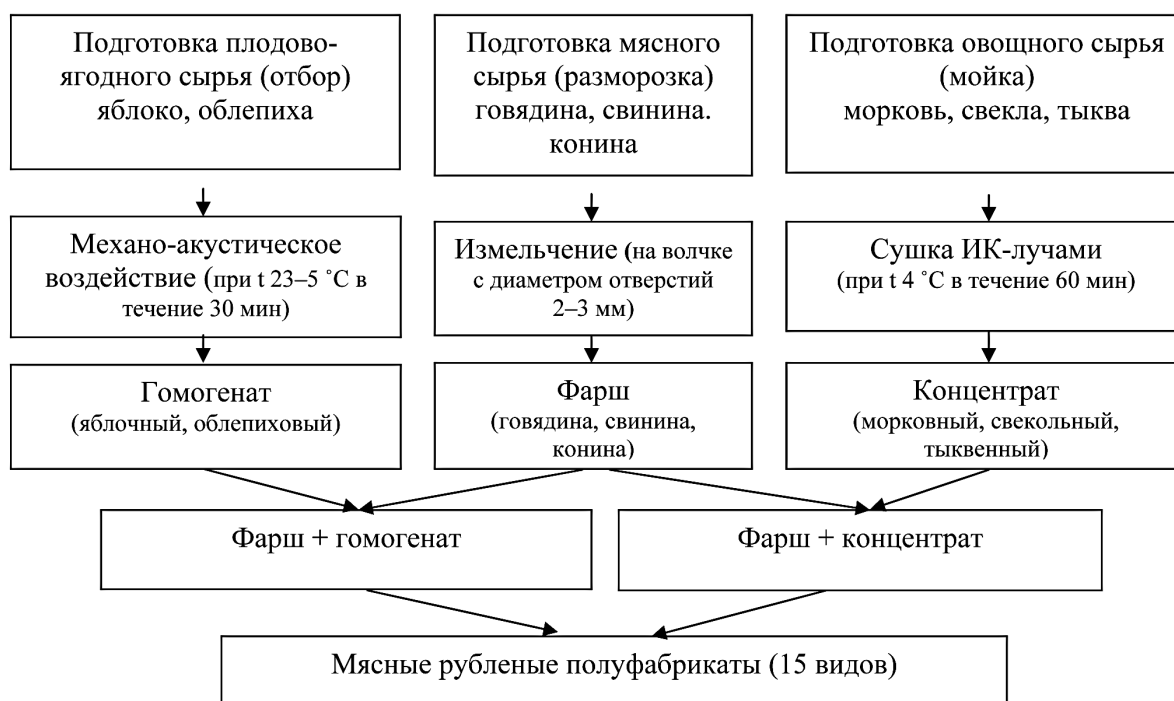 Подготовка плодово-
ягодного сырья (отбор)
яблоко, облепиха
Подготовка мясного
сырья (разморозка)
говядина, свинина.
конина
Подготовка овощного сырья
(мойка)
морковь, свекла, тыква
Механо-акустическое
воздействие (при t 23–5 ˚С в
течение 30 мин)
Измельчение (на волчке
с диаметром отверстий
2–3 мм)
Сушка ИК-лучами
(при t 4 ˚С в течение 60 мин)
Гомогенат
(яблочный, облепиховый)
Фарш
(говядина, свинина,
конина)
Концентрат
(морковный, свекольный,
тыквенный)
Фарш + гомогенат
Фарш + концентрат
Мясные рубленые полуфабрикаты (15 видов)